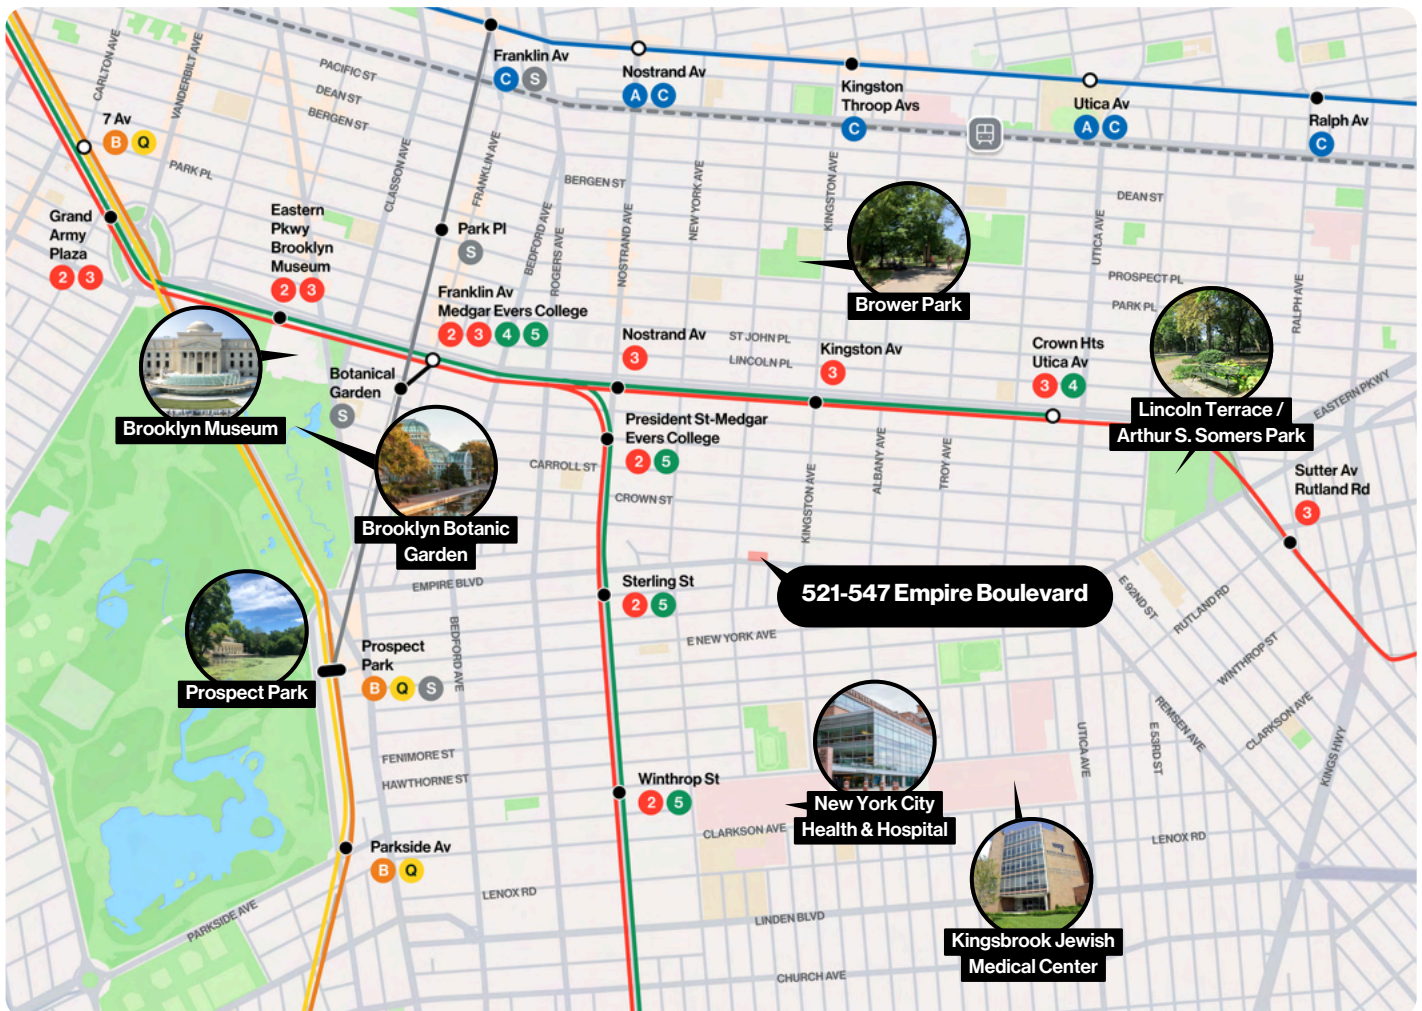 CARLTON AVE
VANDERBILT AVE
PACIFIC ST
DEAN ST
BERGEN ST
Franklin Av
C S
Nostrand Av
A C
Kingston
Throop Avs
C
Utica Av
A C
Ralph Av
C
7 Av
B Q
PARK PL
CLASSON AVE
FRANKLIN AVE
BERGEN ST
NEW YORK AVE
KINGSTON AVE
DEAN ST
Grand
Army
Plaza
2 3
Eastern
Pkwy
Brooklyn
Museum
2 3
Park Pl
S
BEDFORD AVE
ROGERS AVE
NOSTRAND AVE
UTICA AVE
PROSPECT PL
PARK PL
RALPH AVE
Brower Park
Franklin Av
Medgar Evers College
2 3 4 5
Nostrand Av
3
ST JOHN PL
LINCOLN PL
Kingston Av
3
Crown Hts
Utica Av
3 4
Botanical
Garden
S
Brooklyn Museum
EASTERN PKWY
Lincoln Terrace /
Arthur S. Somers Park
President St-Medgar
Evers College
2 5
CARROLL ST
CROWN ST
KINGSTON AVE
ALBANY AVE
TROY AVE
Sutter Av
Rutland Rd
3
Brooklyn Botanic
Garden
EMPIRE BLVD
Sterling St
2 5
521-547 Empire Boulevard
E 92ND ST
RUTLAND RD
WINTHROP ST
E NEW YORK AVE
BEDFORD AVE
Prospect
Park
B Q S
Prospect Park
FENIMORE ST
HAWTHORNE ST
Winthrop St
2 5
UTICA AVE
E 53RD ST
REMSEN AVE
CLARKSON AVE
KINGS HWY
New York City
Health & Hospital
CLARKSON AVE
LENOX RD
Parkside Av
B Q
LENOX RD
PARKSIDE AVE
LINDEN BLVD
Kingsbrook Jewish
Medical Center
CHURCH AVE